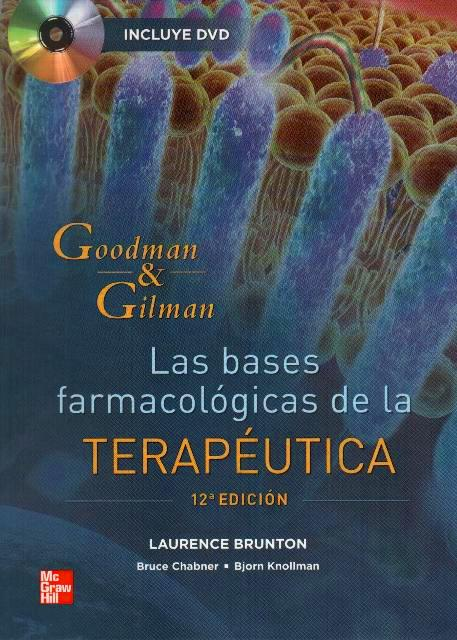 INCLUYE DVD
Goodman
&
Gilman
Las bases
farmacológicas de la
TERAPÉUTICA
12ª EDICIÓN
LAURENCE BRUNTON
Bruce Chabner ▪ Bjorn Knollman
Mc
Graw
Hill